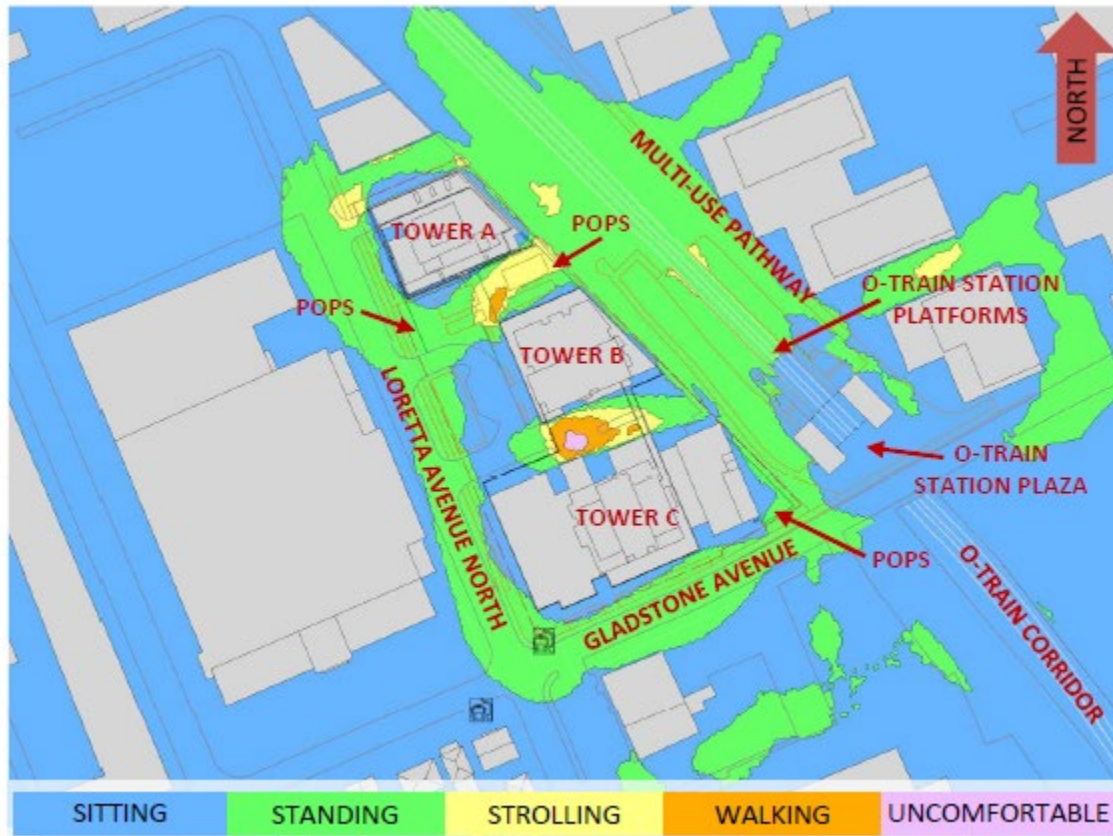 NORTH
MULTI-USE PATHWAY
TOWER A
POPS
O-TRAIN STATION
PLATFORMS
POPS
TOWER B
LORETTA AVENUE NORTH
O-TRAIN
STATION PLAZA
TOWER C
POPS
GLADSTONE AVENUE
O-TRAIN CORRIDOR
SITTING
STANDING
STROLLING
WALKING
UNCOMFORTABLE